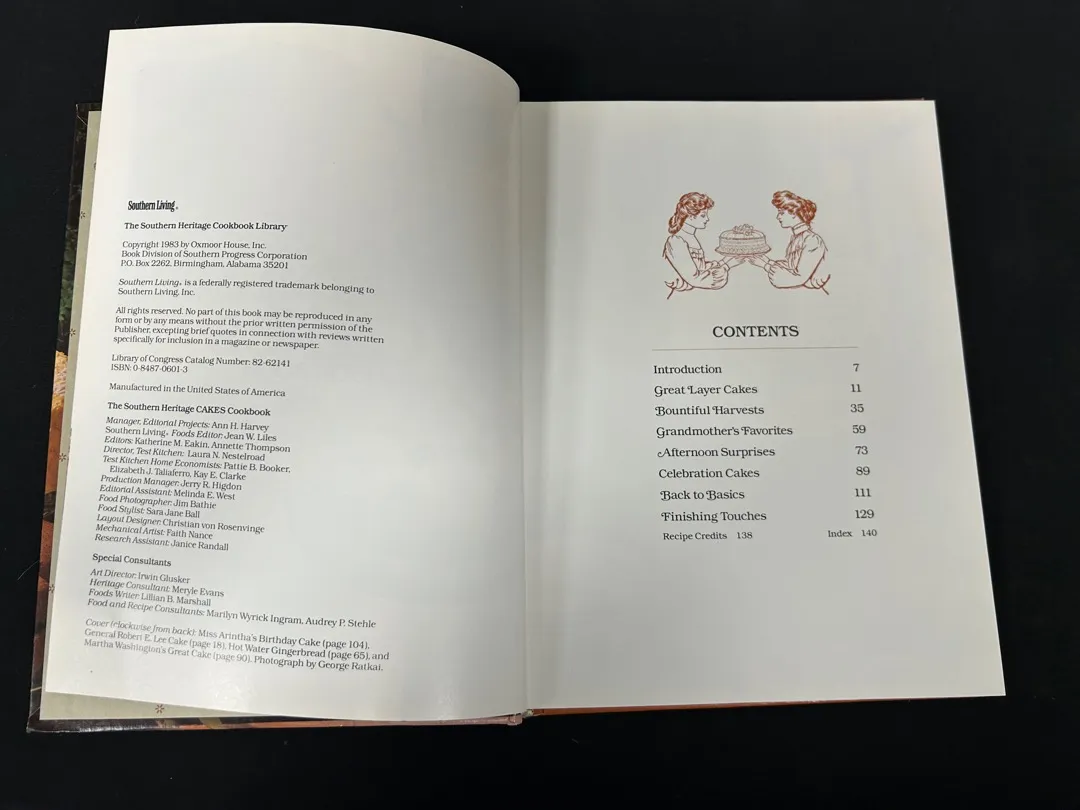 Southern Living®
The Southern Heritage Cookbook Library
Copyright 1983 by Oxmoor House, Inc.
Book Division of Southern Progress Corporation
P.O. Box 2262, Birmingham, Alabama 35201
Southern Living® is a federally registered trademark belonging to
Southern Living, Inc.
All rights reserved. No part of this book may be reproduced in any
form or by any means without the prior written permission of the
Publisher, excepting brief quotes in connection with reviews written
specifically for inclusion in a magazine or newspaper.
Library of Congress Catalog Number: 82-62141
ISBN: 0-8487-0601-3
Manufactured in the United States of America
The Southern Heritage CAKES Cookbook
Manager, Editorial Projects: Ann H. Harvey
Southern Living® Foods Editor: Jean W. Liles
Editors: Katherine M. Eakin, Annette Thompson
Director, Test Kitchen: Laura N. Nestelroad
Test Kitchen Home Economists: Pattie B. Booker,
Elizabeth J. Taliaferro, Kay E. Clarke
Production Manager: Jerry R. Higdon
Editorial Assistant: Melinda E. West
Food Photographer: Jim Bathie
Food Stylist: Sara Jane Ball
Layout Designer: Christian von Rosenvinge
Mechanical Artist: Faith Nance
Research Assistant: Janice Randall
Special Consultants
Art Director: Irwin Glusker
Heritage Consultant: Meryle Evans
Foods Writer: Lillian B. Marshall
Food and Recipe Consultants: Marilyn Wyrick Ingram, Audrey P. Stehle
Cover (clockwise from back): Miss Arintha's Birthday Cake (page 104),
General Robert E. Lee Cake (page 18), Hot Water Gingerbread (page 65), and
Martha Washington's Great Cake (page 90). Photograph by George Ratkai.
CONTENTS
Introduction 7
Great Layer Cakes 11
Bountiful Harvests 35
Grandmother's Favorites 59
Afternoon Surprises 73
Celebration Cakes 89
Back to Basics 111
Finishing Touches 129
Recipe Credits 138 Index 140